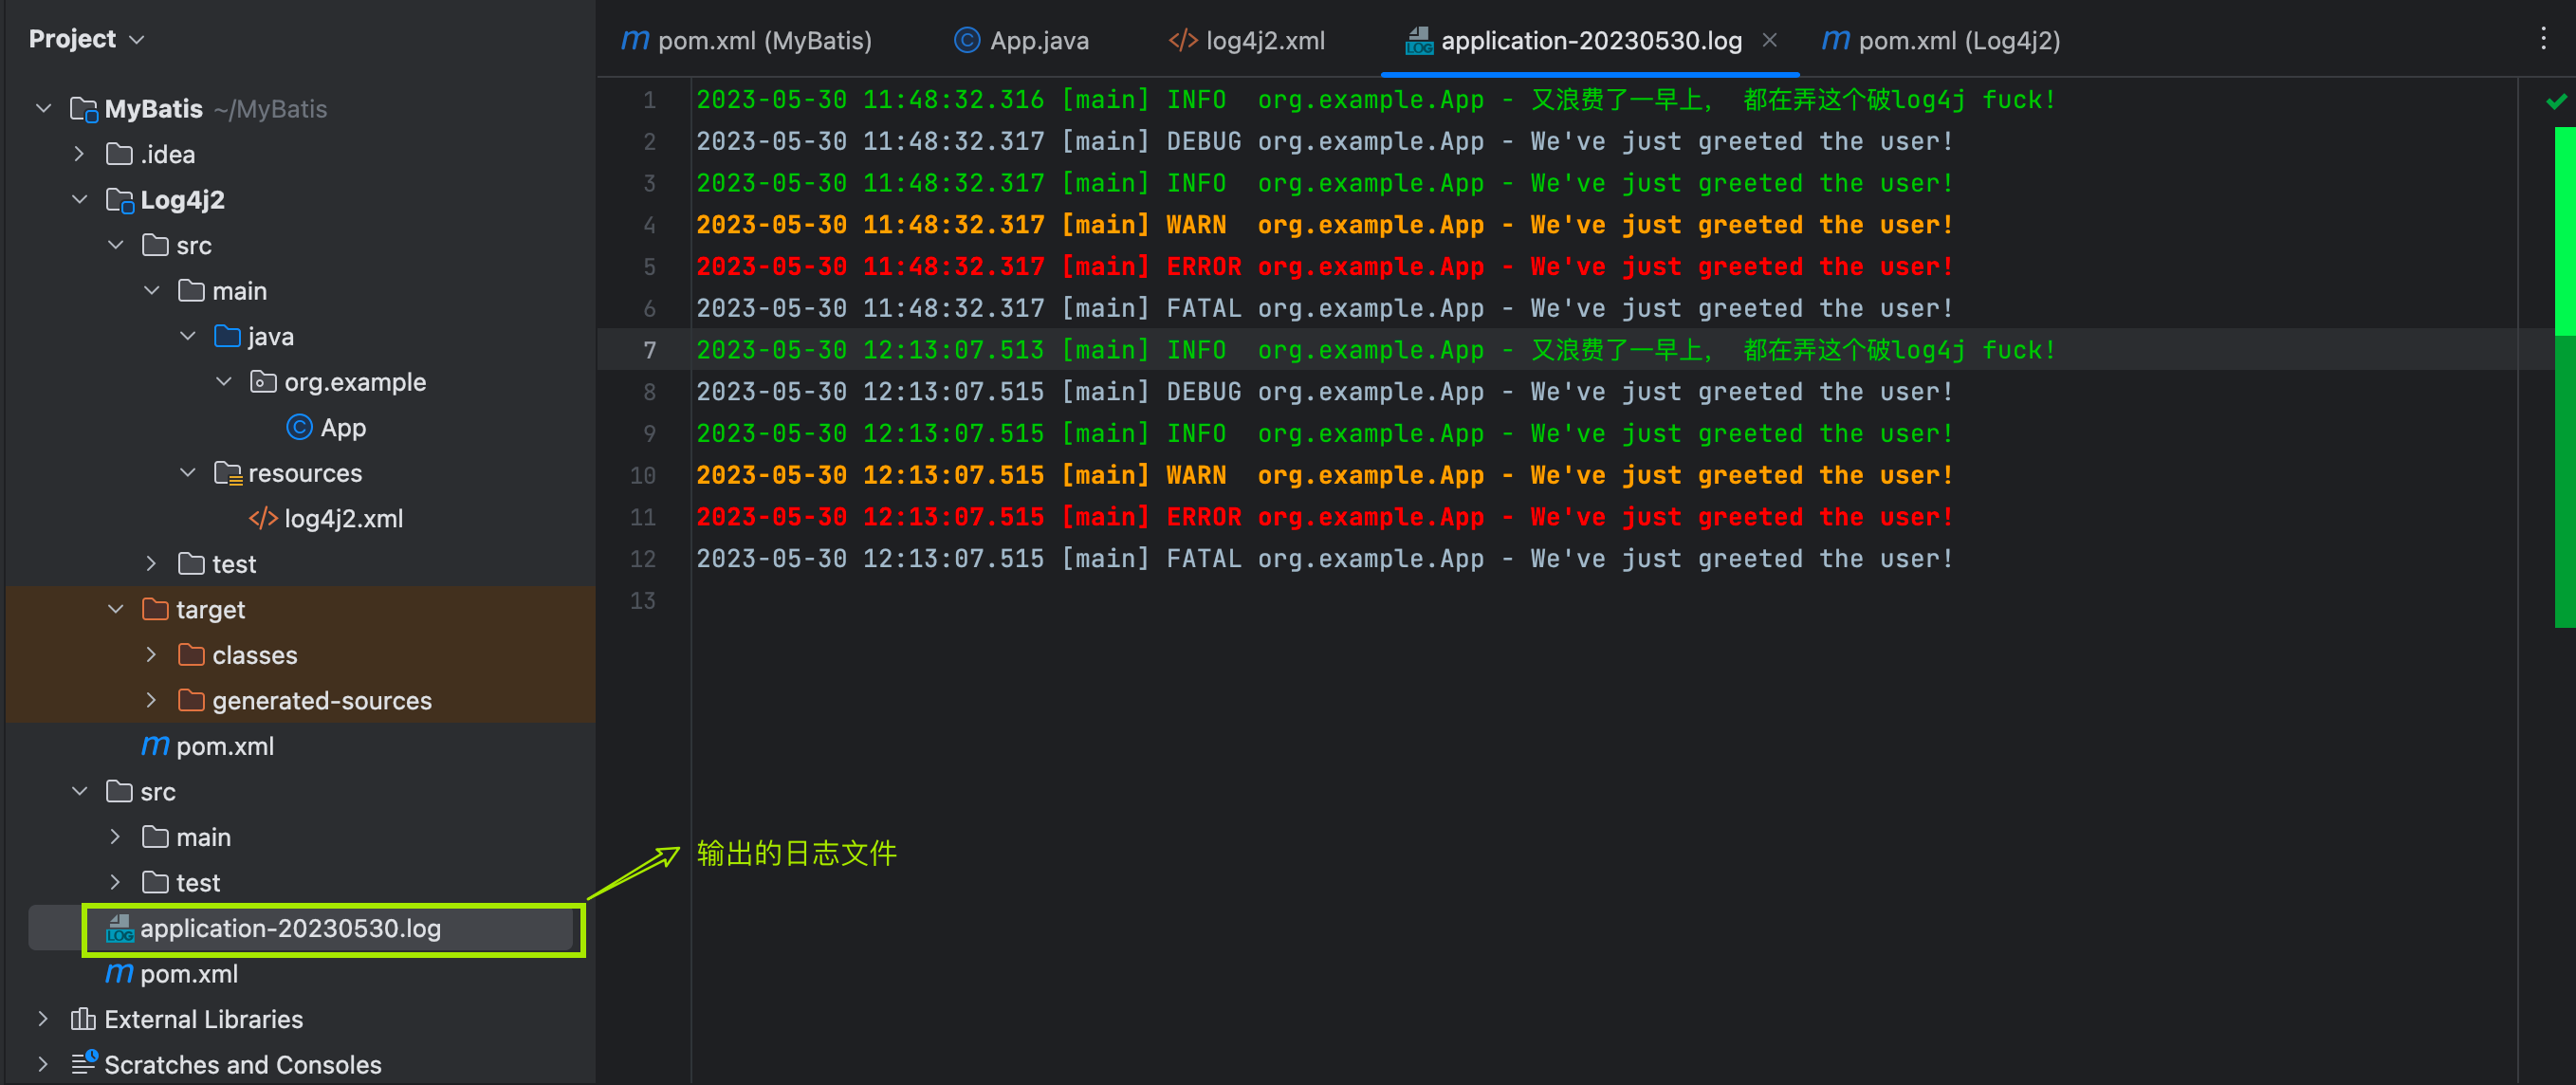 Project
MyBatis ~/MyBatis
.idea
Log4j2
src
main
java
org.example
App
resources
log4j2.xml
test
target
classes
generated-sources
pom.xml
src
main
test
application-20230530.log
pom.xml
External Libraries
Scratches and Consoles
pom.xml (MyBatis) App.java log4j2.xml application-20230530.log pom.xml (Log4j2)
1 2023-05-30 11:48:32.316 [main] INFO  org.example.App - 又浪费了一早上， 都在弄这个破log4j fuck!
2 2023-05-30 11:48:32.317 [main] DEBUG org.example.App - We've just greeted the user!
3 2023-05-30 11:48:32.317 [main] INFO  org.example.App - We've just greeted the user!
4 2023-05-30 11:48:32.317 [main] WARN  org.example.App - We've just greeted the user!
5 2023-05-30 11:48:32.317 [main] ERROR org.example.App - We've just greeted the user!
6 2023-05-30 11:48:32.317 [main] FATAL org.example.App - We've just greeted the user!
7 2023-05-30 12:13:07.513 [main] INFO  org.example.App - 又浪费了一早上， 都在弄这个破log4j fuck!
8 2023-05-30 12:13:07.515 [main] DEBUG org.example.App - We've just greeted the user!
9 2023-05-30 12:13:07.515 [main] INFO  org.example.App - We've just greeted the user!
10 2023-05-30 12:13:07.515 [main] WARN  org.example.App - We've just greeted the user!
11 2023-05-30 12:13:07.515 [main] ERROR org.example.App - We've just greeted the user!
12 2023-05-30 12:13:07.515 [main] FATAL org.example.App - We've just greeted the user!
13
输出的日志文件